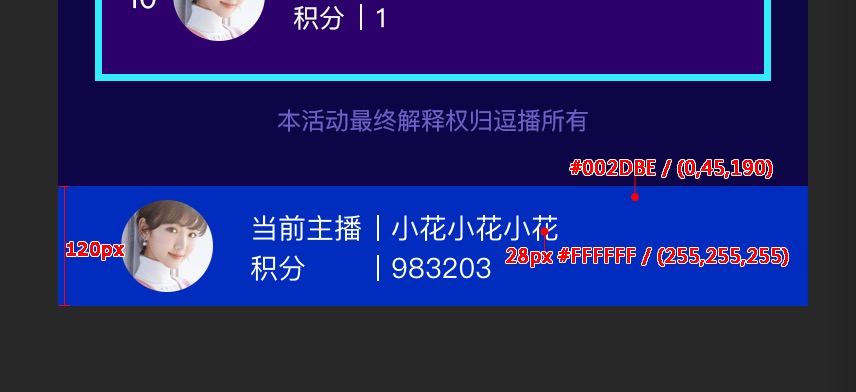 10
积分｜1
本活动最终解释权归逗播所有
#002DBE / (0,45,190)
当前主播｜小花小花小花
120px
28px #FFFFFF / (255,255,255)
积分｜983203